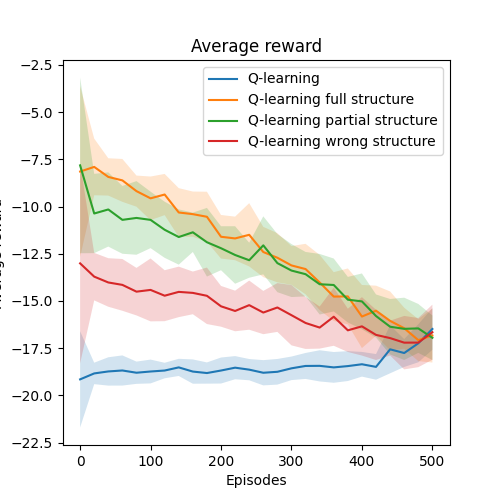 Average reward
Q-learning
Q-learning full structure
Q-learning partial structure
Q-learning wrong structure
−2.5
−5.0
−7.5
−10.0
−12.5
−15.0
−17.5
−20.0
−22.5
0 100 200 300 400 500
Episodes